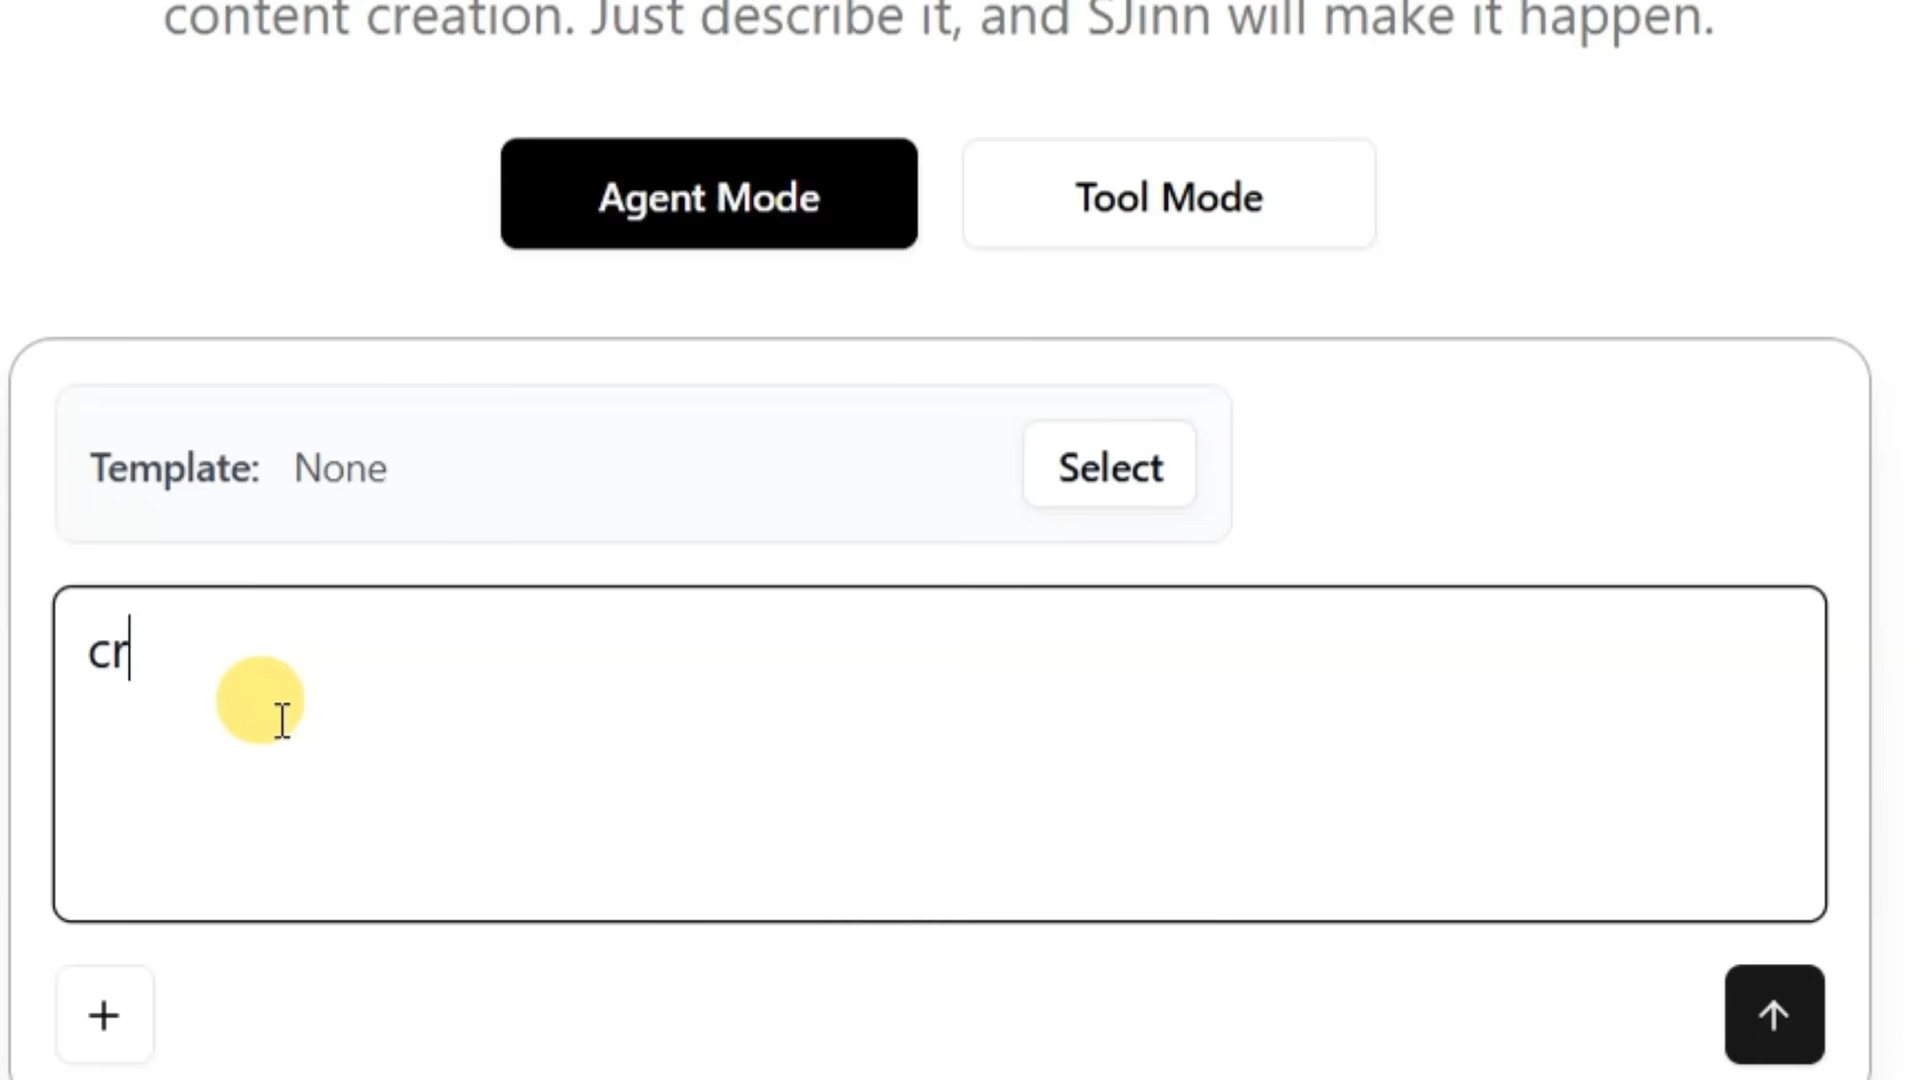 content creation. Just describe it, and SJinn will make it happen.
Agent Mode
Tool Mode
Template: None
Select
cr